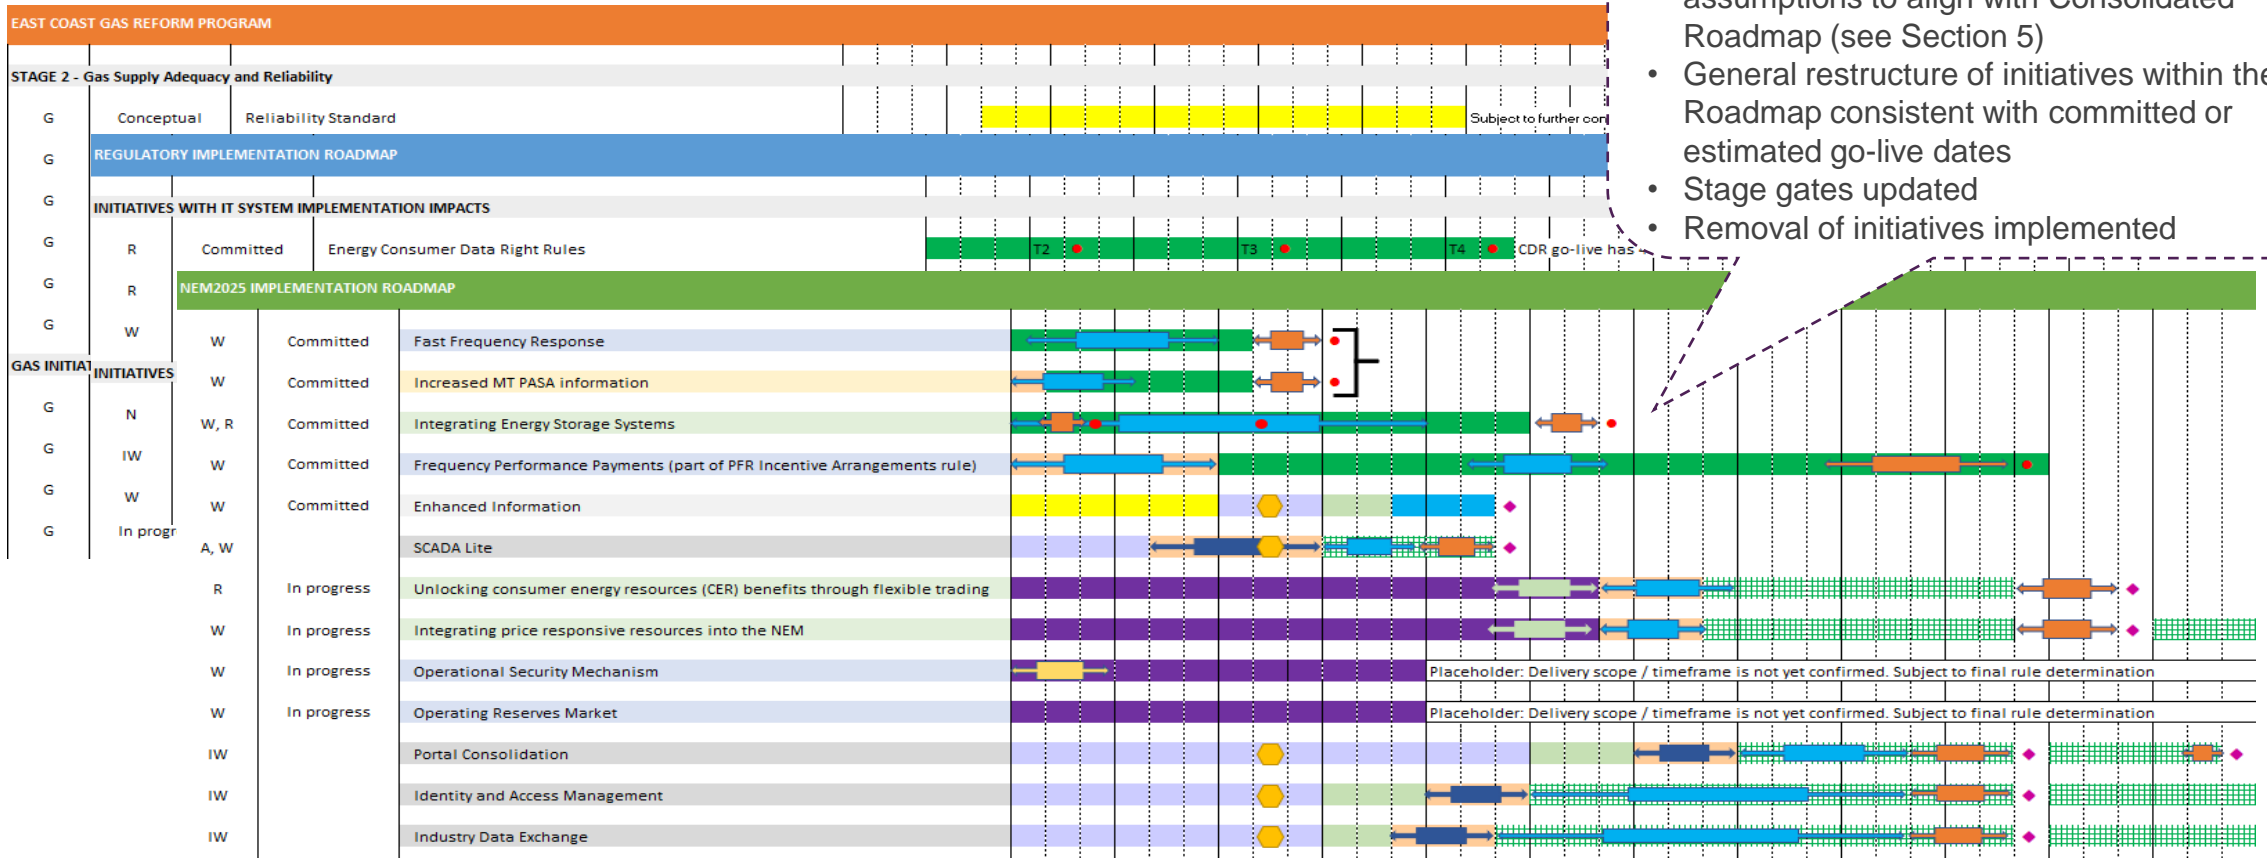 assumptions to align with Consolidated
Roadmap (see Section 5)
• General restructure of initiatives within the
Roadmap consistent with committed or
estimated go-live dates
• Stage gates updated
• Removal of initiatives implemented
EAST COAST GAS REFORM PROGRAM
STAGE 2 - Gas Supply Adequacy and Reliability
G Conceptual Reliability Standard Subject to further con
G REGULATORY IMPLEMENTATION ROADMAP
G INITIATIVES WITH IT SYSTEM IMPLEMENTATION IMPACTS
G R Committed Energy Consumer Data Right Rules T2 T3 T4 CDR go-live has
G R NEM2025 IMPLEMENTATION ROADMAP
G W W Committed Fast Frequency Response
GAS INITIAT INITIATIVES W Committed Increased MT PASA information
G N W, R Committed Integrating Energy Storage Systems
G IW W Committed Frequency Performance Payments (part of PFR Incentive Arrangements rule)
G W W Committed Enhanced Information
G In progr A, W SCADA Lite
R In progress Unlocking consumer energy resources (CER) benefits through flexible trading
W In progress Integrating price responsive resources into the NEM
W In progress Operational Security Mechanism Placeholder: Delivery scope / timeframe is not yet confirmed. Subject to final rule determination
W In progress Operating Reserves Market Placeholder: Delivery scope / timeframe is not yet confirmed. Subject to final rule determination
IW Portal Consolidation
IW Identity and Access Management
IW Industry Data Exchange